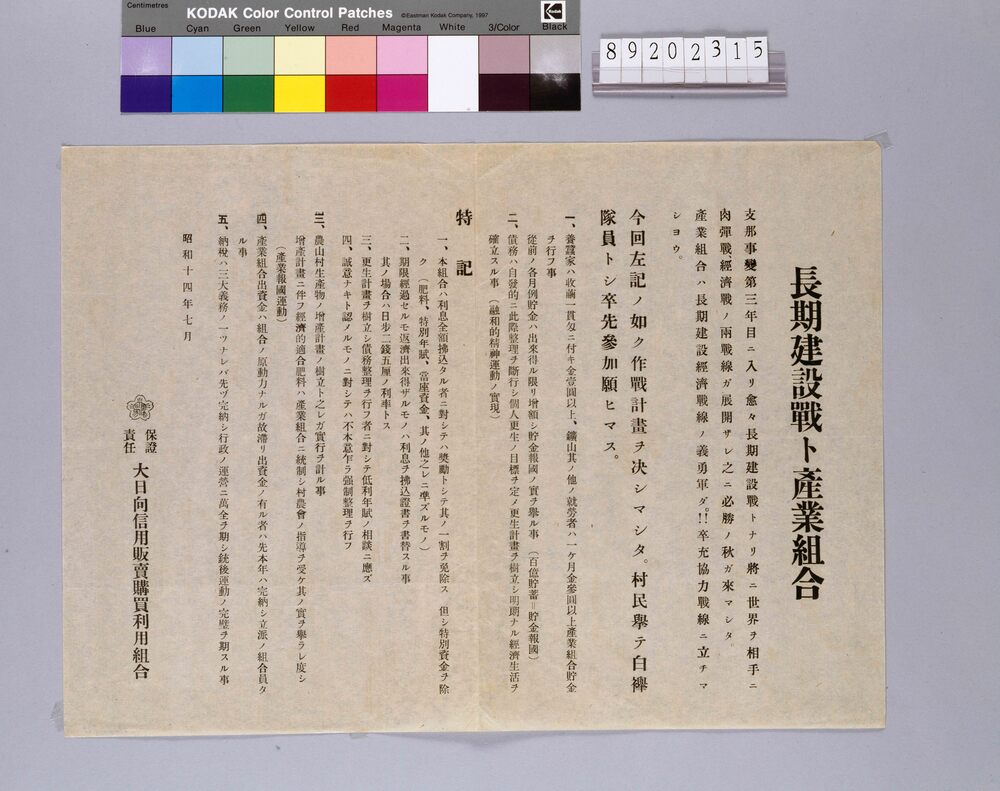 Centimetres
KODAK Color Control Patches ©Eastman Kodak Company, 1997
Kodak
Blue Cyan Green Yellow Red Magenta White 3/Color Black
89202315
長期建設戰ト產業組合
支那事變第三年目ニ入リ愈々長期建設戰トナリ將ニ世界ヲ相手ニ
肉彈戰、經濟戰ノ兩戰線ガ展開サレ之ニ必勝ノ秋ガ來マシタ
產業組合ハ長期建設經濟戰線ノ義勇軍ダ。!!卒充協力戰線ニ立チマ
シヨウ。
今回左記ノ如ク作戰計畫ヲ決シマシタ。村民擧テ白襷
隊員トシ卒先參加願ヒマス。
一、養蠶家ハ收繭一貫匁ニ付キ金壹圓以上、鑛山其ノ他ノ就勞者ハ一ケ月金參圓以上產業組合貯金
ヲ行フ事
從前ノ各月例貯金ハ出來得ル限リ增額シ貯金報國ノ實ヲ擧ル事 (百億貯蓄=貯金報國)
二、債務ハ自發的ニ此際整理ヲ斷行シ個人更生ノ目標ヲ定メ更生計畫ヲ樹立シ明朗ナル經濟生活ヲ
確立スル事 (融和的精神運動ノ實現)
特記
一、本組合ハ利息全額拂込タル者ニ對シテハ獎勵トシテ其ノ一割ヲ免除ス 但シ特別資金ヲ除
ク (肥料、特別年賦、當座資金、其ノ他之レニ準ズルモノ)
二、期限經過セルモ返濟出來得ザルモノハ利息ヲ拂込證書ヲ書替スル事
其ノ場合ハ日步二錢五厘ノ利率トス
三、更生計畫ヲ樹立シ債務整理ヲ行フ者ニ對シテ低利年賦ノ相談ニ應ズ
四、誠意ナキト認メルモノニ對シテハ不本意乍ラ强制整理ヲ行フ
三、農山村生產物ノ增產計畫ノ樹立ト之レガ實行ヲ計ル事
增產計畫ニ件フ經濟的適合肥料ハ產業組合ニ統制シ村農會ノ指導ヲ受ケ其ノ實ヲ擧ラレ度シ
(產業報國運動)
四、產業組合出資金ハ組合ノ原動力ナルガ故滯リ出資金ノ有ル者ハ先本年ハ完納シ立派ノ組合員タ
ル事
五、納稅ハ三大義務ノ一ツナレバ先ヅ完納シ行政ノ運營ニ萬全ヲ期シ銃後運動ノ完璧ヲ期スル事
昭和十四年七月
保證
責任 大日向信用販賣購買利用組合